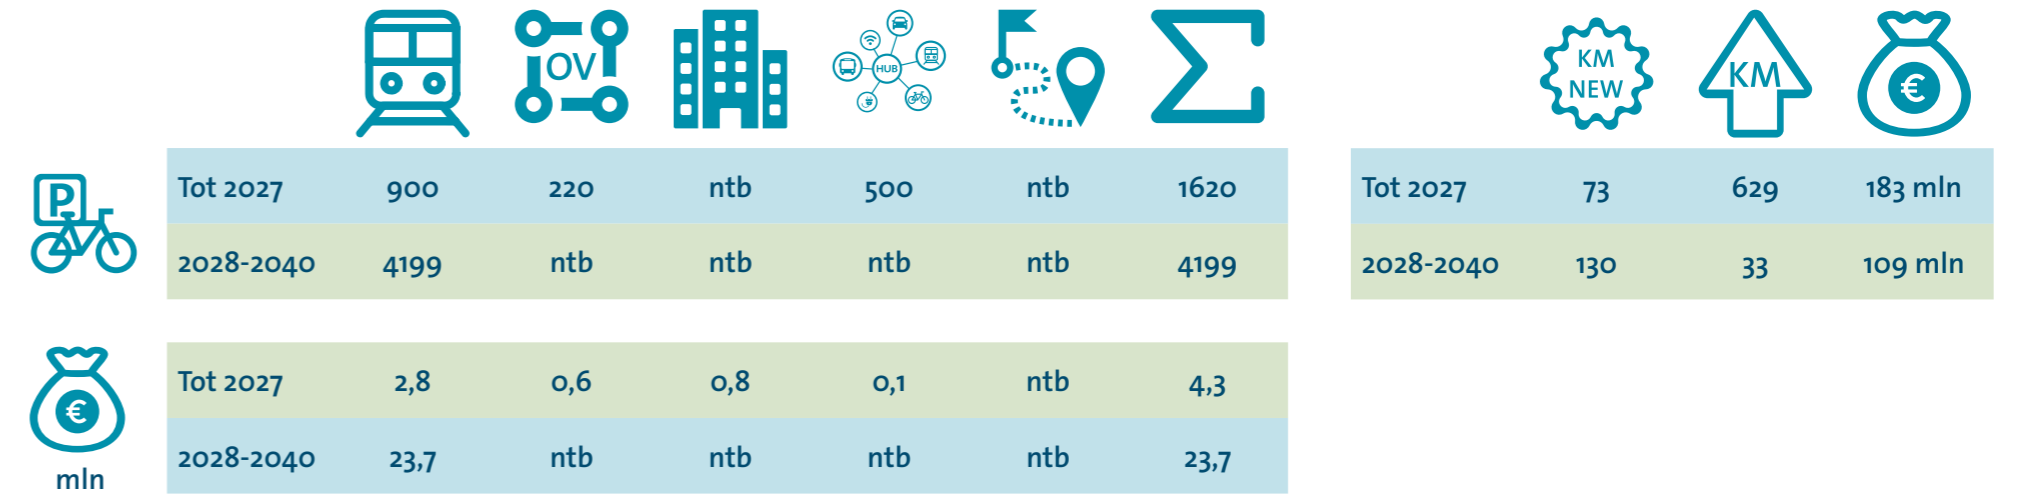 OV
HUB
KM
NEW
KM
€
P
Tot 2027 900 220 ntb 500 ntb 1620
2028-2040 4199 ntb ntb ntb ntb 4199
Tot 2027 73 629 183 mln
2028-2040 130 33 109 mln
€
mln
Tot 2027 2,8 0,6 0,8 0,1 ntb 4,3
2028-2040 23,7 ntb ntb ntb ntb 23,7